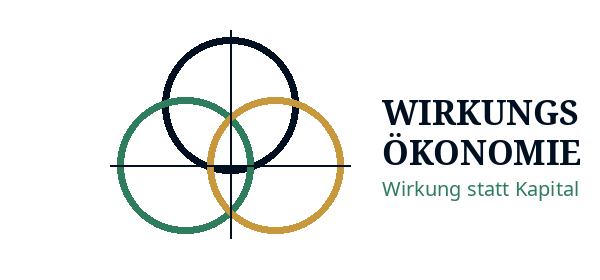 WIRKUNGS
ÖKONOMIE
Wirkung statt Kapital